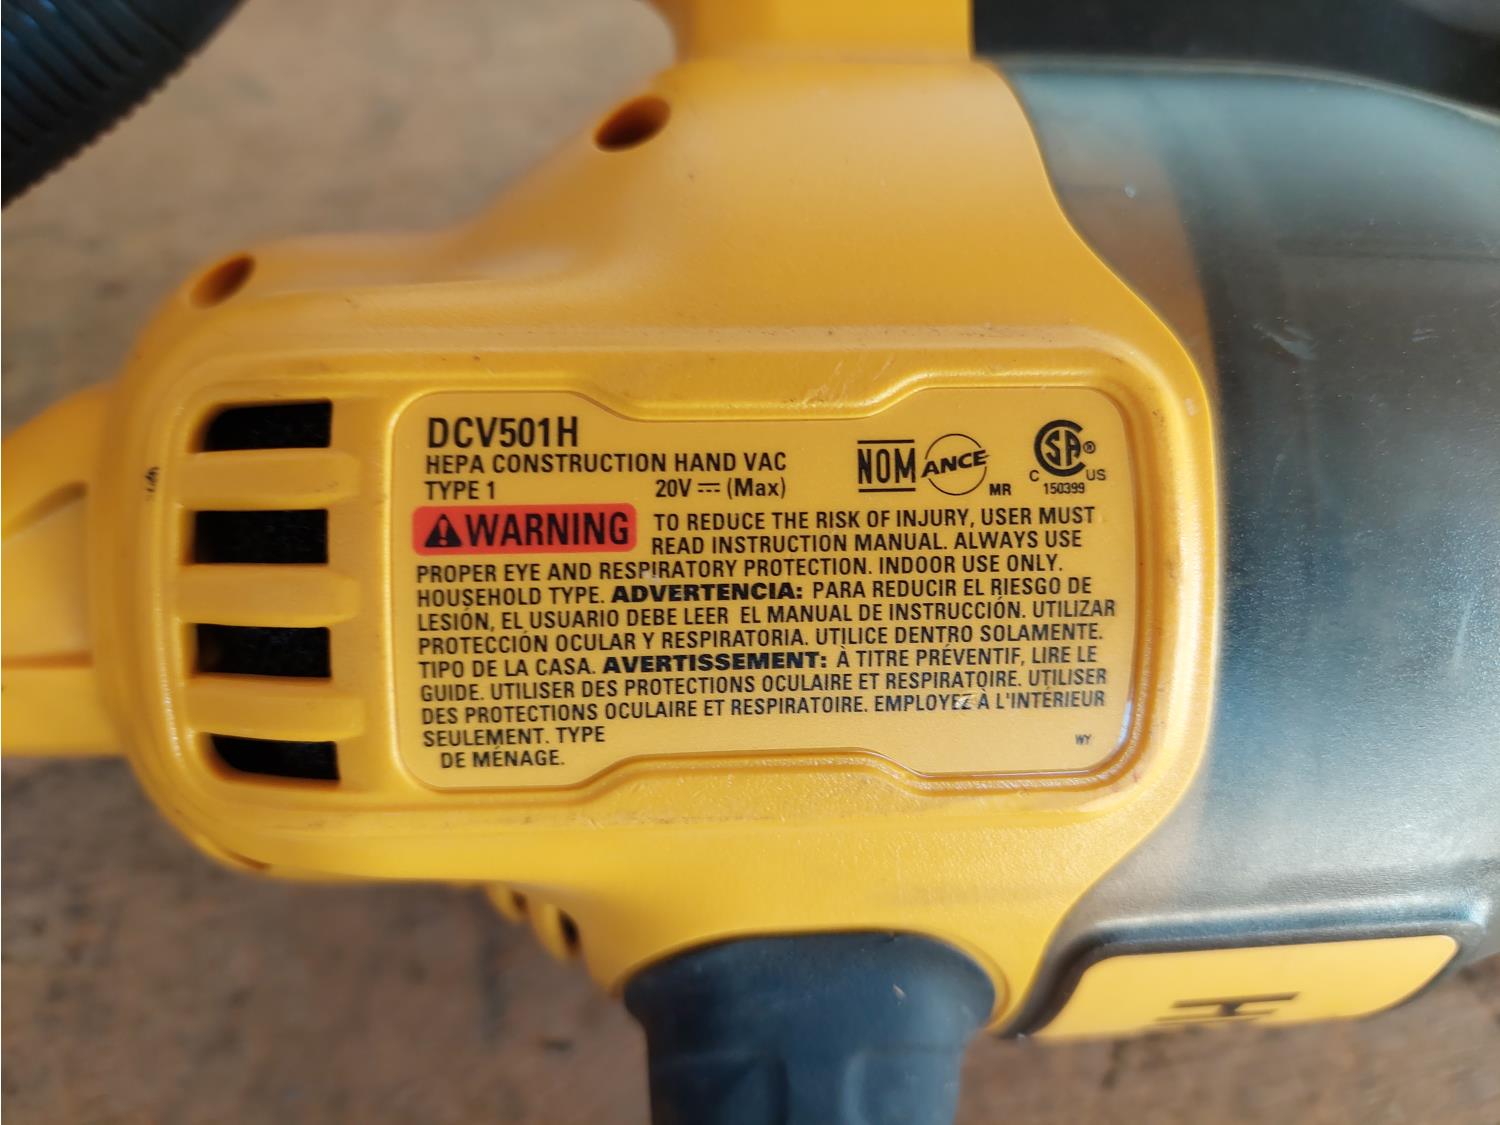 DCV501H
HEPA CONSTRUCTION HAND VAC
TYPE 1 20V ⎓ (Max)
NOM ANCE MR
CSA® C US 150399
⚠WARNING TO REDUCE THE RISK OF INJURY, USER MUST
READ INSTRUCTION MANUAL. ALWAYS USE
PROPER EYE AND RESPIRATORY PROTECTION. INDOOR USE ONLY.
HOUSEHOLD TYPE. ADVERTENCIA: PARA REDUCIR EL RIESGO DE
LESIÓN, EL USUARIO DEBE LEER EL MANUAL DE INSTRUCCIÓN. UTILIZAR
PROTECCIÓN OCULAR Y RESPIRATORIA. UTILICE DENTRO SOLAMENTE.
TIPO DE LA CASA. AVERTISSEMENT: À TITRE PRÉVENTIF, LIRE LE
GUIDE. UTILISER DES PROTECTIONS OCULAIRE ET RESPIRATOIRE. UTILISER
DES PROTECTIONS OCULAIRE ET RESPIRATOIRE. EMPLOYEZ À L'INTÉRIEUR
SEULEMENT. TYPE
DE MÉNAGE.
WY